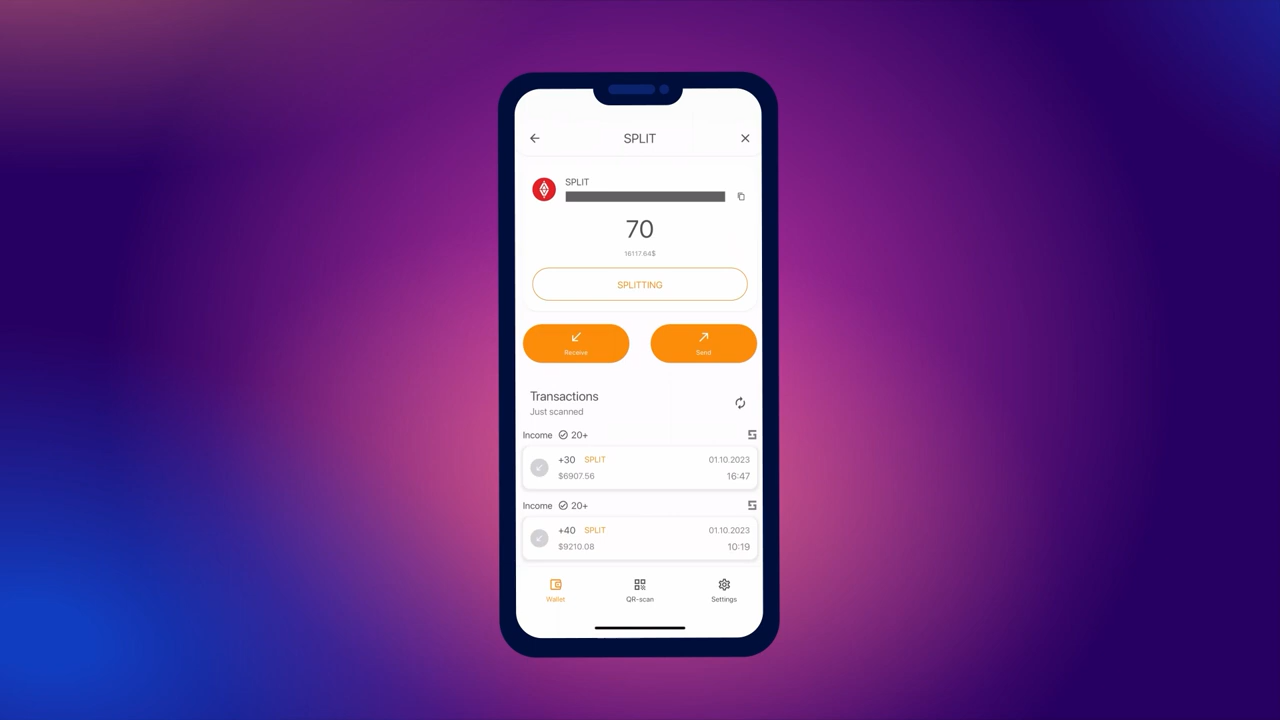 SPLIT
SPLIT
70
16117.64$
SPLITTING
Receive
Send
Transactions
Just scanned
Income 20+
+30 SPLIT 01.10.2023
$6907.56 16:47
Income 20+
+40 SPLIT 01.10.2023
$9210.08 10:19
Wallet QR-scan Settings